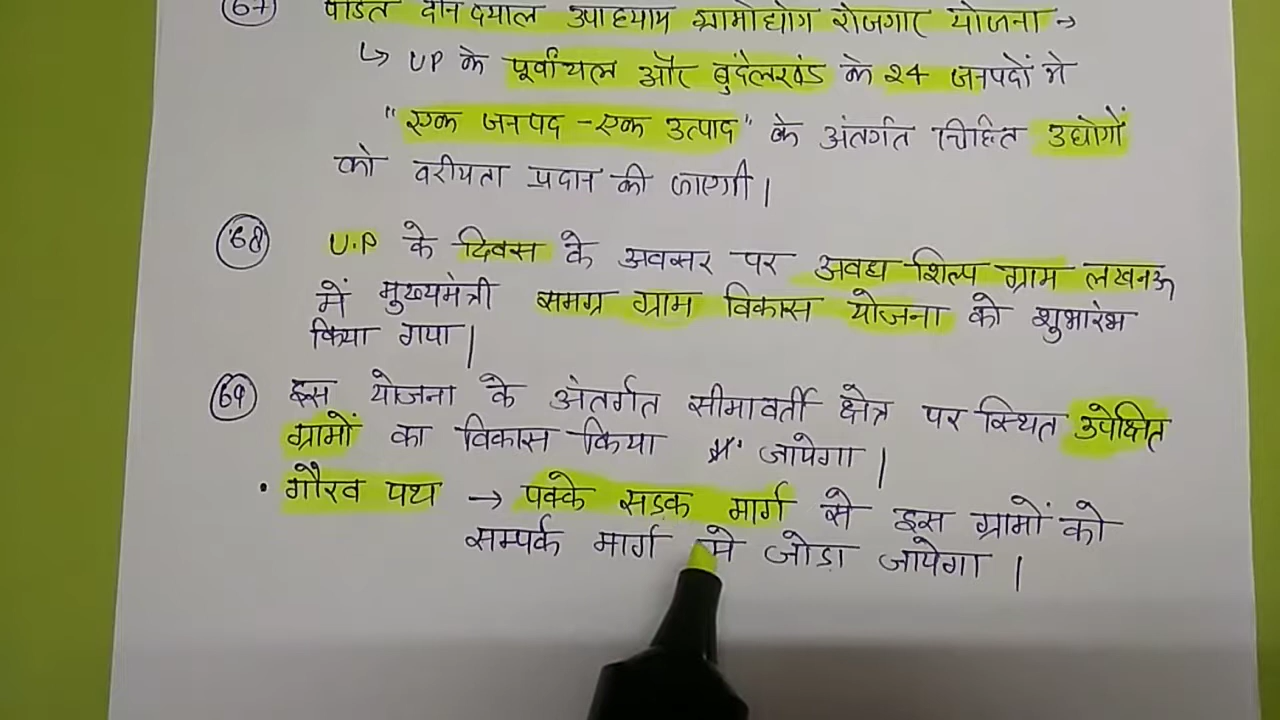 (67) पंडित दीनदयाल उपाध्याय ग्रामोद्योग रोजगार योजना →
↳ UP के पूर्वांचल और बुंदेलखंड के 24 जनपदों मे
"एक जनपद - एक उत्पाद" के अंतर्गत चिह्नित उद्योगों
को वरीयता प्रदान की जाएगी।
(68) U.P के दिवस के अवसर पर अवध शिल्प ग्राम लखनऊ
में मुख्यमंत्री समग्र ग्राम विकास योजना को शुभारंभ
किया गया।
(69) इस योजना के अंतर्गत सीमावर्ती क्षेत्र पर स्थित उपेक्षित
ग्रामों का विकास किया जायेगा।
• गौरव पथ → पक्के सड़क मार्ग से इस ग्रामों को
सम्पर्क मार्ग मे जोड़ा जायेगा।